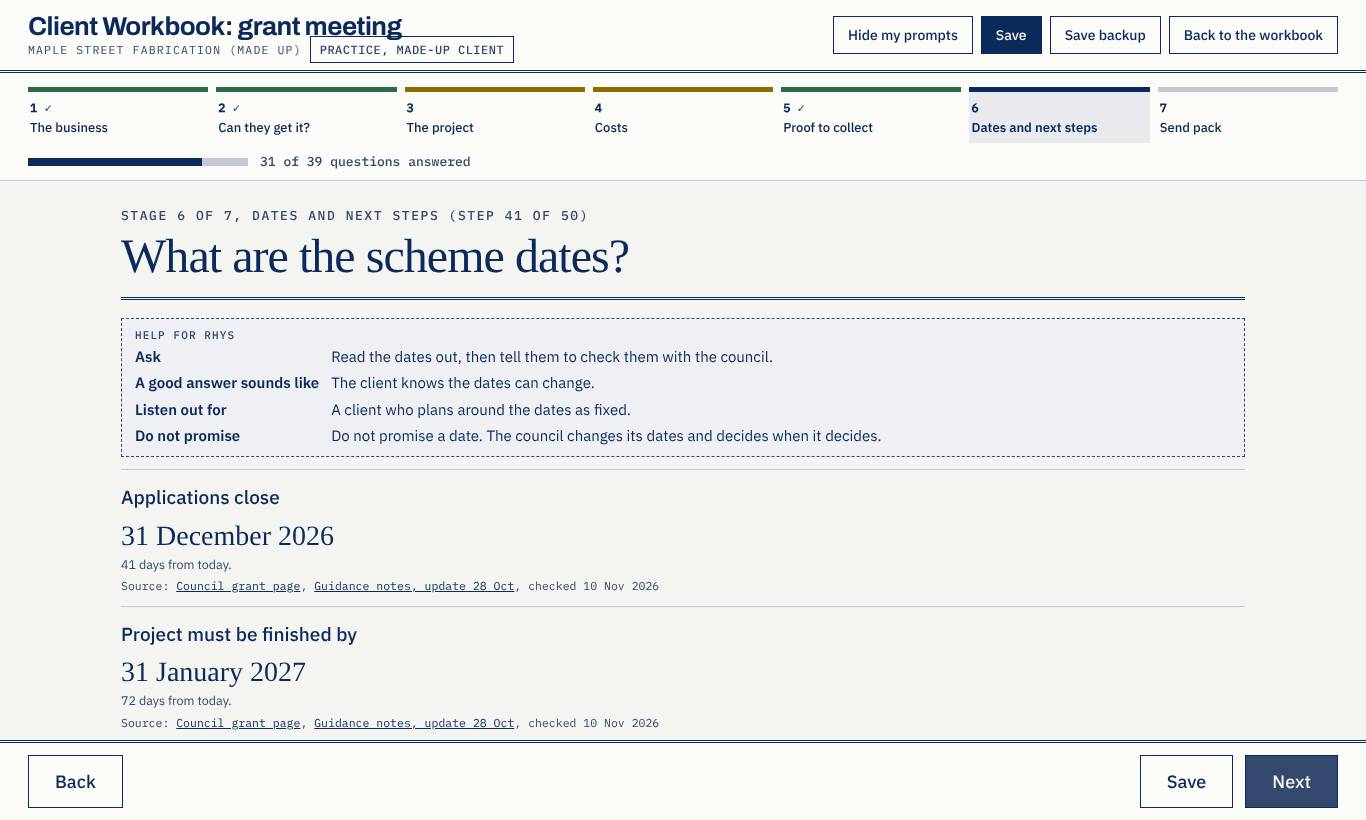 Client Workbook: grant meeting
MAPLE STREET FABRICATION (MADE UP) PRACTICE, MADE-UP CLIENT
Hide my prompts Save Save backup Back to the workbook
1 ✓ 2 ✓ 3 4 5 ✓ 6 7
The business Can they get it? The project Costs Proof to collect Dates and next steps Send pack
31 of 39 questions answered
STAGE 6 OF 7, DATES AND NEXT STEPS (STEP 41 OF 50)
What are the scheme dates?
HELP FOR RHYS
Ask Read the dates out, then tell them to check them with the council.
A good answer sounds like The client knows the dates can change.
Listen out for A client who plans around the dates as fixed.
Do not promise Do not promise a date. The council changes its dates and decides when it decides.
Applications close
31 December 2026
41 days from today.
Source: Council grant page, Guidance notes, update 28 Oct, checked 10 Nov 2026
Project must be finished by
31 January 2027
72 days from today.
Source: Council grant page, Guidance notes, update 28 Oct, checked 10 Nov 2026
Back Save Next